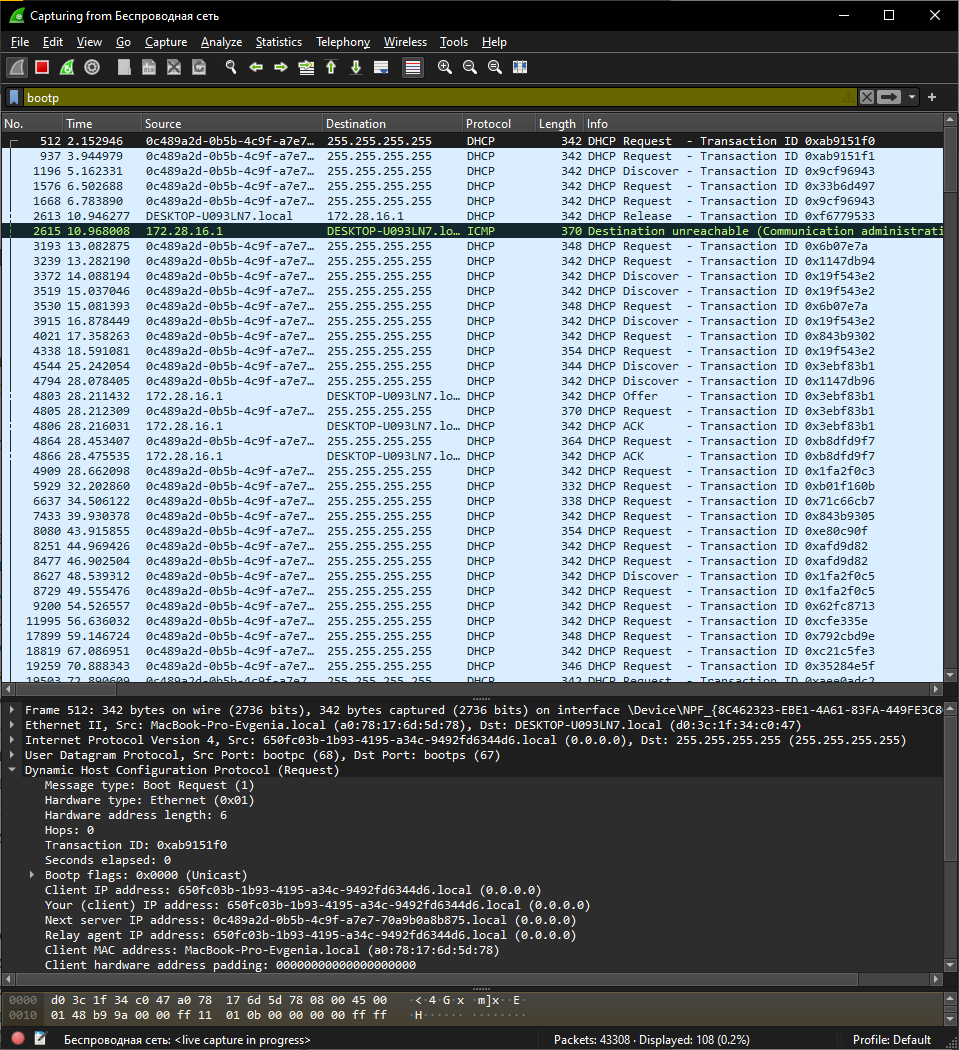 Capturing from Беспроводная сеть
File Edit View Go Capture Analyze Statistics Telephony Wireless Tools Help
bootp
No. Time Source Destination Protocol Length Info
512 2.152946 0c489a2d-0b5b-4c9f-a7e7… 255.255.255.255 DHCP 342 DHCP Request - Transaction ID 0xab9151f0
937 3.944979 0c489a2d-0b5b-4c9f-a7e7… 255.255.255.255 DHCP 342 DHCP Request - Transaction ID 0xab9151f1
1196 5.162331 0c489a2d-0b5b-4c9f-a7e7… 255.255.255.255 DHCP 342 DHCP Discover - Transaction ID 0x9cf96943
1576 6.502688 0c489a2d-0b5b-4c9f-a7e7… 255.255.255.255 DHCP 342 DHCP Request - Transaction ID 0x33b6d497
1668 6.783890 0c489a2d-0b5b-4c9f-a7e7… 255.255.255.255 DHCP 342 DHCP Request - Transaction ID 0x9cf96943
2613 10.946277 DESKTOP-U093LN7.local 172.28.16.1 DHCP 342 DHCP Release - Transaction ID 0xf6779533
2615 10.968008 172.28.16.1 DESKTOP-U093LN7.lo… ICMP 370 Destination unreachable (Communication administrati
3193 13.082875 0c489a2d-0b5b-4c9f-a7e7… 255.255.255.255 DHCP 348 DHCP Request - Transaction ID 0x6b07e7a
3239 13.282190 0c489a2d-0b5b-4c9f-a7e7… 255.255.255.255 DHCP 342 DHCP Request - Transaction ID 0x1147db94
3372 14.088194 0c489a2d-0b5b-4c9f-a7e7… 255.255.255.255 DHCP 342 DHCP Discover - Transaction ID 0x19f543e2
3519 15.037046 0c489a2d-0b5b-4c9f-a7e7… 255.255.255.255 DHCP 342 DHCP Discover - Transaction ID 0x19f543e2
3530 15.081393 0c489a2d-0b5b-4c9f-a7e7… 255.255.255.255 DHCP 348 DHCP Request - Transaction ID 0x6b07e7a
3915 16.878449 0c489a2d-0b5b-4c9f-a7e7… 255.255.255.255 DHCP 342 DHCP Discover - Transaction ID 0x19f543e2
4021 17.358263 0c489a2d-0b5b-4c9f-a7e7… 255.255.255.255 DHCP 342 DHCP Request - Transaction ID 0x843b9302
4338 18.591081 0c489a2d-0b5b-4c9f-a7e7… 255.255.255.255 DHCP 354 DHCP Request - Transaction ID 0x19f543e2
4544 25.242054 0c489a2d-0b5b-4c9f-a7e7… 255.255.255.255 DHCP 344 DHCP Discover - Transaction ID 0x3ebf83b1
4794 28.078405 0c489a2d-0b5b-4c9f-a7e7… 255.255.255.255 DHCP 342 DHCP Discover - Transaction ID 0x1147db96
4803 28.211432 172.28.16.1 DESKTOP-U093LN7.lo… DHCP 342 DHCP Offer - Transaction ID 0x3ebf83b1
4805 28.212309 0c489a2d-0b5b-4c9f-a7e7… 255.255.255.255 DHCP 370 DHCP Request - Transaction ID 0x3ebf83b1
4806 28.216031 172.28.16.1 DESKTOP-U093LN7.lo… DHCP 342 DHCP ACK - Transaction ID 0x3ebf83b1
4864 28.453407 0c489a2d-0b5b-4c9f-a7e7… 255.255.255.255 DHCP 364 DHCP Request - Transaction ID 0xb8dfd9f7
4866 28.475535 172.28.16.1 DESKTOP-U093LN7.lo… DHCP 342 DHCP ACK - Transaction ID 0xb8dfd9f7
4909 28.662098 0c489a2d-0b5b-4c9f-a7e7… 255.255.255.255 DHCP 342 DHCP Request - Transaction ID 0x1fa2f0c3
5929 32.202860 0c489a2d-0b5b-4c9f-a7e7… 255.255.255.255 DHCP 332 DHCP Request - Transaction ID 0xb01f160b
6637 34.506122 0c489a2d-0b5b-4c9f-a7e7… 255.255.255.255 DHCP 338 DHCP Request - Transaction ID 0x71c66cb7
7433 39.930378 0c489a2d-0b5b-4c9f-a7e7… 255.255.255.255 DHCP 342 DHCP Request - Transaction ID 0x843b9305
8080 43.915855 0c489a2d-0b5b-4c9f-a7e7… 255.255.255.255 DHCP 354 DHCP Request - Transaction ID 0xe80c90f
8251 44.969426 0c489a2d-0b5b-4c9f-a7e7… 255.255.255.255 DHCP 342 DHCP Request - Transaction ID 0xafd9d82
8477 46.902504 0c489a2d-0b5b-4c9f-a7e7… 255.255.255.255 DHCP 342 DHCP Request - Transaction ID 0xafd9d82
8627 48.539312 0c489a2d-0b5b-4c9f-a7e7… 255.255.255.255 DHCP 342 DHCP Discover - Transaction ID 0x1fa2f0c5
8729 49.555476 0c489a2d-0b5b-4c9f-a7e7… 255.255.255.255 DHCP 342 DHCP Request - Transaction ID 0x1fa2f0c5
9200 54.526557 0c489a2d-0b5b-4c9f-a7e7… 255.255.255.255 DHCP 342 DHCP Request - Transaction ID 0x62fc8713
11995 56.636032 0c489a2d-0b5b-4c9f-a7e7… 255.255.255.255 DHCP 342 DHCP Request - Transaction ID 0xcfe335e
17899 59.146724 0c489a2d-0b5b-4c9f-a7e7… 255.255.255.255 DHCP 348 DHCP Request - Transaction ID 0x792cbd9e
18819 67.086951 0c489a2d-0b5b-4c9f-a7e7… 255.255.255.255 DHCP 342 DHCP Request - Transaction ID 0xc21c5fe3
19259 70.888343 0c489a2d-0b5b-4c9f-a7e7… 255.255.255.255 DHCP 346 DHCP Request - Transaction ID 0x35284e5f
19503 72.890609 0c489a2d-0b5b-4c9f-a7e7… 255.255.255.255 DHCP 342 DHCP Request - Transaction ID 0xaee0adc2
Frame 512: 342 bytes on wire (2736 bits), 342 bytes captured (2736 bits) on interface \Device\NPF_{8C462323-EBE1-4A61-83FA-449FE3C8
Ethernet II, Src: MacBook-Pro-Evgenia.local (a0:78:17:6d:5d:78), Dst: DESKTOP-U093LN7.local (d0:3c:1f:34:c0:47)
Internet Protocol Version 4, Src: 650fc03b-1b93-4195-a34c-9492fd6344d6.local (0.0.0.0), Dst: 255.255.255.255 (255.255.255.255)
User Datagram Protocol, Src Port: bootpc (68), Dst Port: bootps (67)
Dynamic Host Configuration Protocol (Request)
Message type: Boot Request (1)
Hardware type: Ethernet (0x01)
Hardware address length: 6
Hops: 0
Transaction ID: 0xab9151f0
Seconds elapsed: 0
Bootp flags: 0x0000 (Unicast)
Client IP address: 650fc03b-1b93-4195-a34c-9492fd6344d6.local (0.0.0.0)
Your (client) IP address: 650fc03b-1b93-4195-a34c-9492fd6344d6.local (0.0.0.0)
Next server IP address: 0c489a2d-0b5b-4c9f-a7e7-70a9b0a8b875.local (0.0.0.0)
Relay agent IP address: 650fc03b-1b93-4195-a34c-9492fd6344d6.local (0.0.0.0)
Client MAC address: MacBook-Pro-Evgenia.local (a0:78:17:6d:5d:78)
Client hardware address padding: 00000000000000000000
0000 d0 3c 1f 34 c0 47 a0 78 17 6d 5d 78 08 00 45 00 ·<·4·G·x ·m]x··E·
0010 01 48 b9 9a 00 00 ff 11 01 0b 00 00 00 00 ff ff ·H······ ········
Беспроводная сеть: <live capture in progress> Packets: 43308 · Displayed: 108 (0.2%) Profile: Default